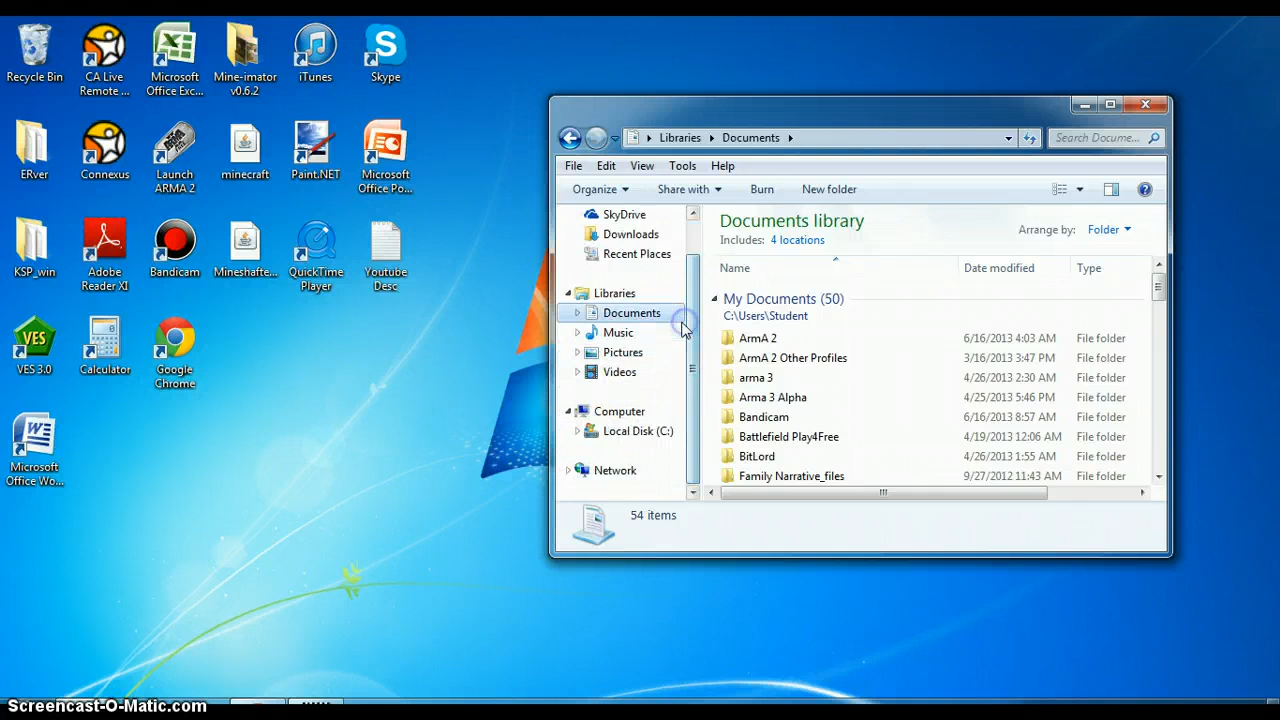 Recycle Bin
CA Live Remote ...
Microsoft Office Exc...
Mine-imator v0.6.2
iTunes
Skype
ERver
Connexus
Launch ARMA 2
minecraft
Paint.NET
Microsoft Office Po...
KSP_win
Adobe Reader XI
Bandicam
Mineshafte...
QuickTime Player
Youtube Desc
VES
VES 3.0
Calculator
Google Chrome
Microsoft Office Wo...
Libraries Documents
Search Docume...
File Edit View Tools Help
Organize Share with Burn New folder
SkyDrive
Downloads
Recent Places
Libraries
Documents
Music
Pictures
Videos
Computer
Local Disk (C:)
Network
Documents library
Includes: 4 locations
Arrange by: Folder
Name Date modified Type
My Documents (50)
C:\Users\Student
ArmA 2 6/16/2013 4:03 AM File folder
ArmA 2 Other Profiles 3/16/2013 3:47 PM File folder
arma 3 4/26/2013 2:30 AM File folder
Arma 3 Alpha 4/25/2013 5:46 PM File folder
Bandicam 6/16/2013 8:57 AM File folder
Battlefield Play4Free 4/19/2013 12:06 AM File folder
BitLord 4/26/2013 1:55 AM File folder
Family Narrative_files 9/27/2012 11:43 AM File folder
54 items
Screencast-O-Matic.com